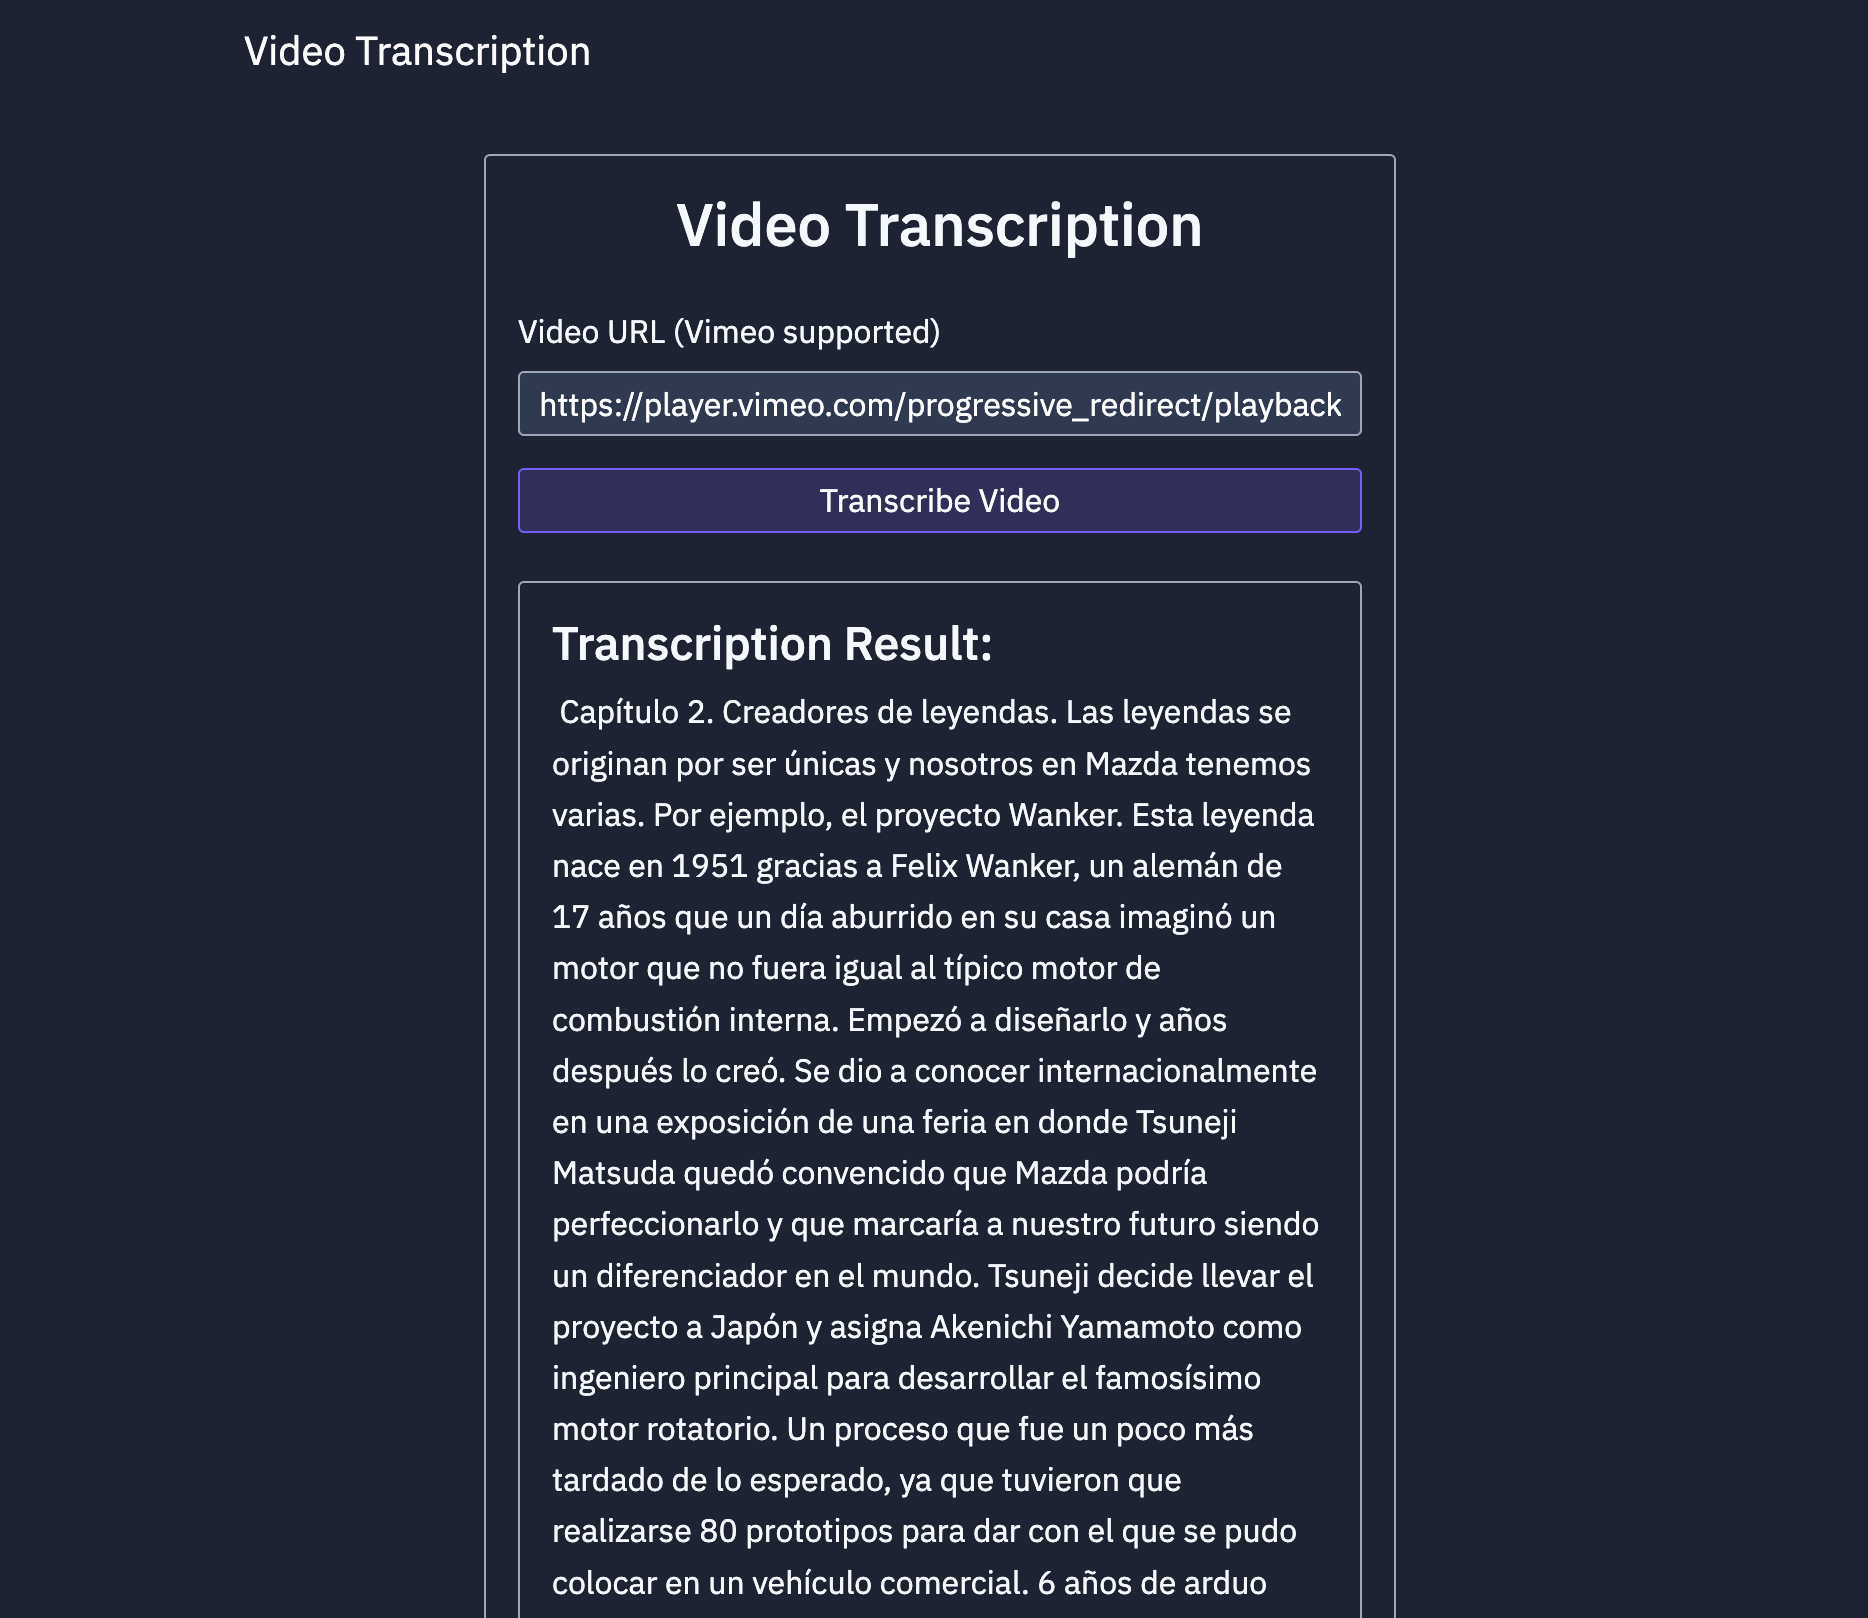 Video Transcription
Video Transcription
Video URL (Vimeo supported)
https://player.vimeo.com/progressive_redirect/playback
Transcribe Video
Transcription Result:
Capítulo 2. Creadores de leyendas. Las leyendas se
originan por ser únicas y nosotros en Mazda tenemos
varias. Por ejemplo, el proyecto Wanker. Esta leyenda
nace en 1951 gracias a Felix Wanker, un alemán de
17 años que un día aburrido en su casa imaginó un
motor que no fuera igual al típico motor de
combustión interna. Empezó a diseñarlo y años
después lo creó. Se dio a conocer internacionalmente
en una exposición de una feria en donde Tsuneji
Matsuda quedó convencido que Mazda podría
perfeccionarlo y que marcaría a nuestro futuro siendo
un diferenciador en el mundo. Tsuneji decide llevar el
proyecto a Japón y asigna Akenichi Yamamoto como
ingeniero principal para desarrollar el famosísimo
motor rotatorio. Un proceso que fue un poco más
tardado de lo esperado, ya que tuvieron que
realizarse 80 prototipos para dar con el que se pudo
colocar en un vehículo comercial. 6 años de arduo